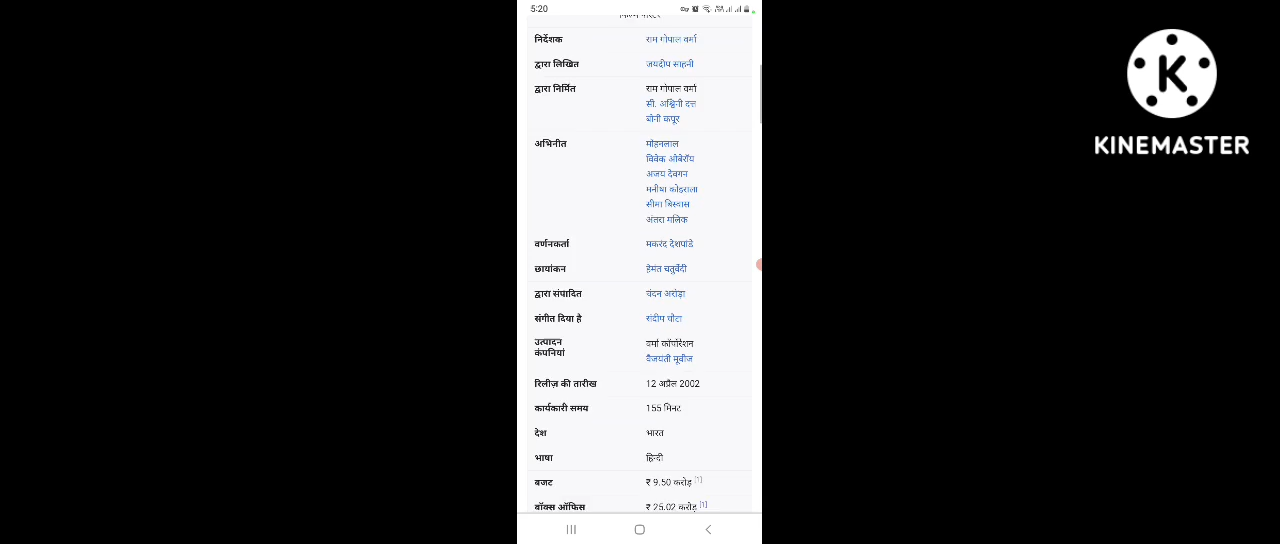 5:20
निर्देशक राम गोपाल वर्मा
द्वारा लिखित जयदीप साहनी
द्वारा निर्मित राम गोपाल वर्मा
सी. अश्विनी दत्त
बोनी कपूर
अभिनीत मोहनलाल
विवेक ओबेरॉय
अजय देवगन
मनीषा कोइराला
सीमा बिस्वास
अंतरा मलिक
वर्णनकर्ता मकरंद देशपांडे
छायांकन हेमंत चतुर्वेदी
द्वारा संपादित चंदन अरोड़ा
संगीत दिया है संदीप चौटा
उत्पादन कंपनियां वर्मा कॉर्पोरेशन
वैजयंती मूवीज
रिलीज़ की तारीख 12 अप्रैल 2002
कार्यकारी समय 155 मिनट
देश भारत
भाषा हिन्दी
बजट ₹ 9.50 करोड़ [1]
बॉक्स ऑफिस ₹ 25.02 करोड़ [1]
K
KINEMASTER